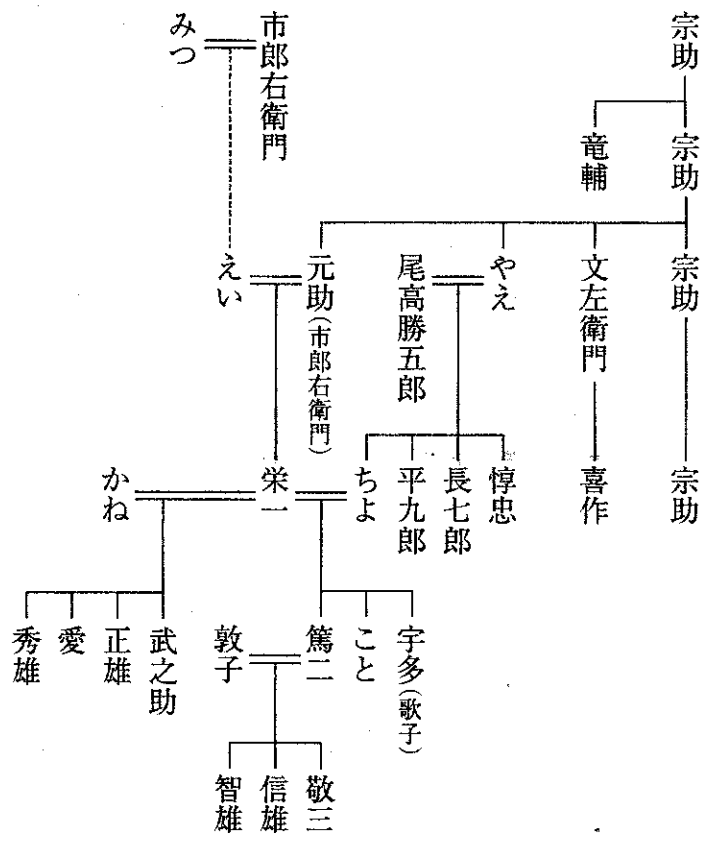 宗助
宗助
竜輔
宗助
文左衛門
やえ
尾高勝五郎
元助(市郎右衛門)
えい
市郎右衛門
みつ
宗助
喜作
惇忠
長七郎
平九郎
ちよ
栄一
かね
宇多(歌子)
こと
篤二
敦子
武之助
正雄
愛
秀雄
敬三
信雄
智雄